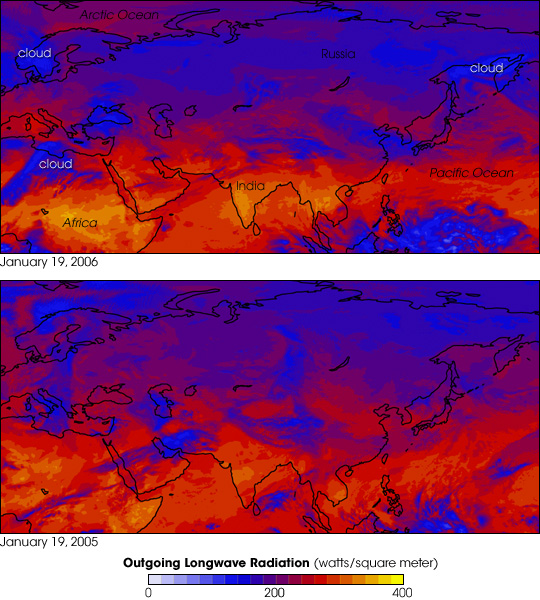 Arctic Ocean
cloud
Russia
cloud
cloud
Pacific Ocean
India
Africa
January 19, 2006
January 19, 2005
Outgoing Longwave Radiation (watts/square meter)
0 200 400